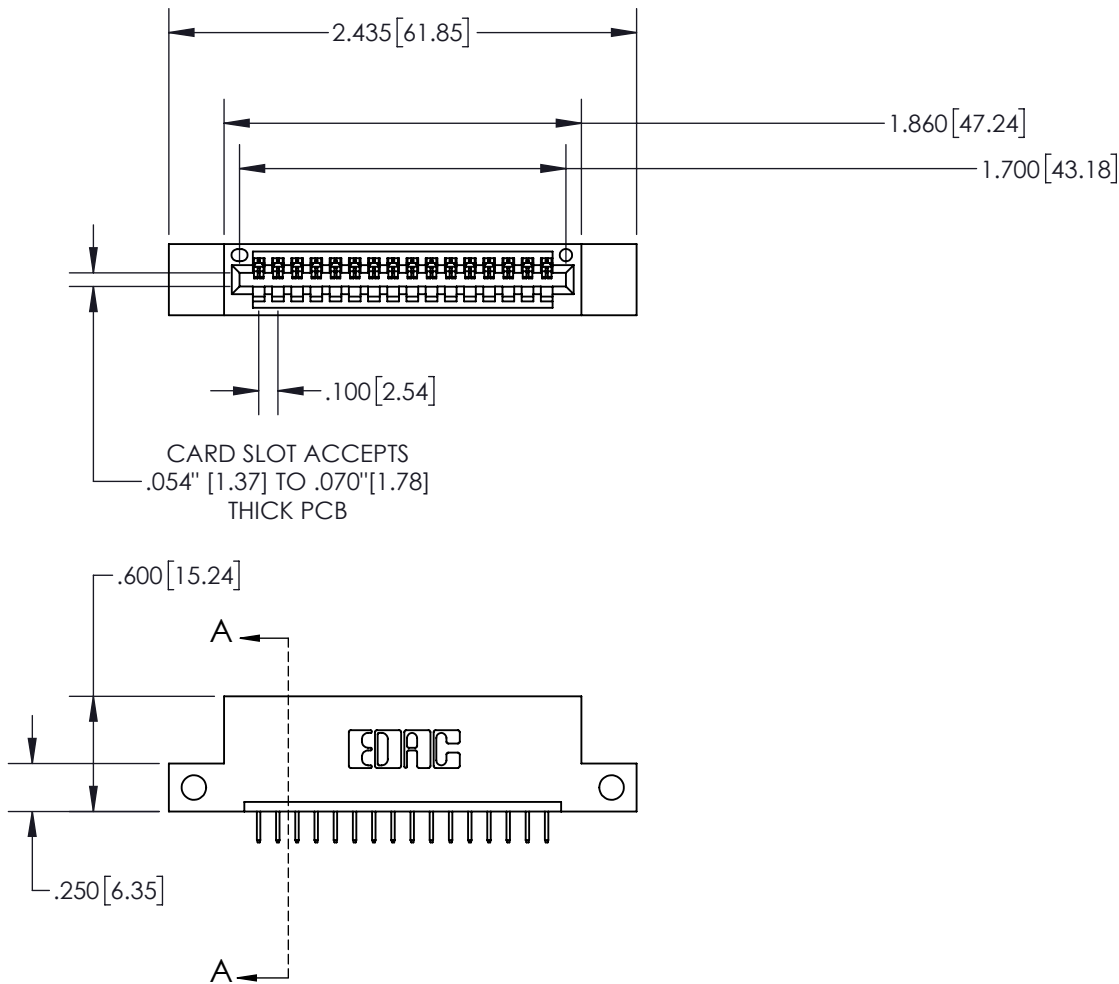 2.435[61.85]
1.860[47.24]
1.700[43.18]
.100[2.54]
CARD SLOT ACCEPTS
.054" [1.37] TO .070"[1.78]
THICK PCB
.600[15.24]
A
EDAC
.250[6.35]
A